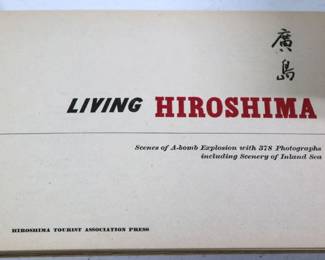 廣
島
LIVING HIROSHIMA
Scenes of A-bomb Explosion with 378 Photographs
including Scenery of Inland Sea
HIROSHIMA TOURIST ASSOCIATION PRESS